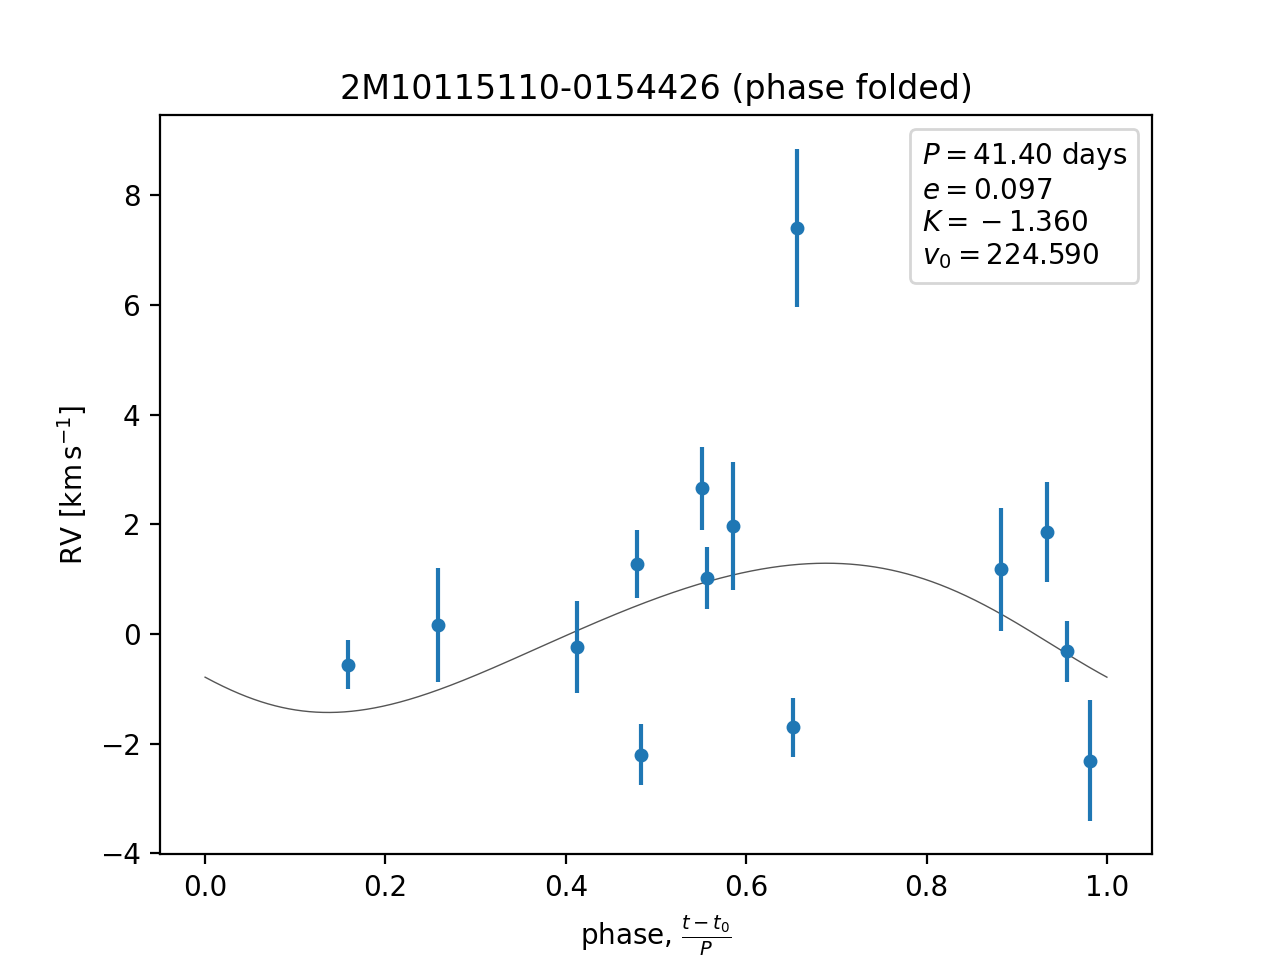 2M10115110-0154426 (phase folded)
P = 41.40 days
e = 0.097
K = −1.360
v₀ = 224.590
8
6
4
2
0
−2
−4
RV [km s⁻¹]
0.0 0.2 0.4 0.6 0.8 1.0
phase, (t − t₀)/P